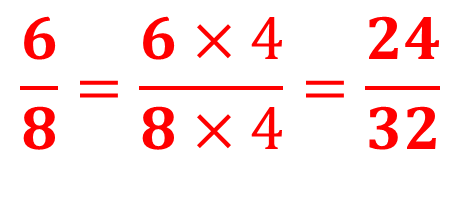 6/8 = 6 × 4/8 × 4 = 24/32